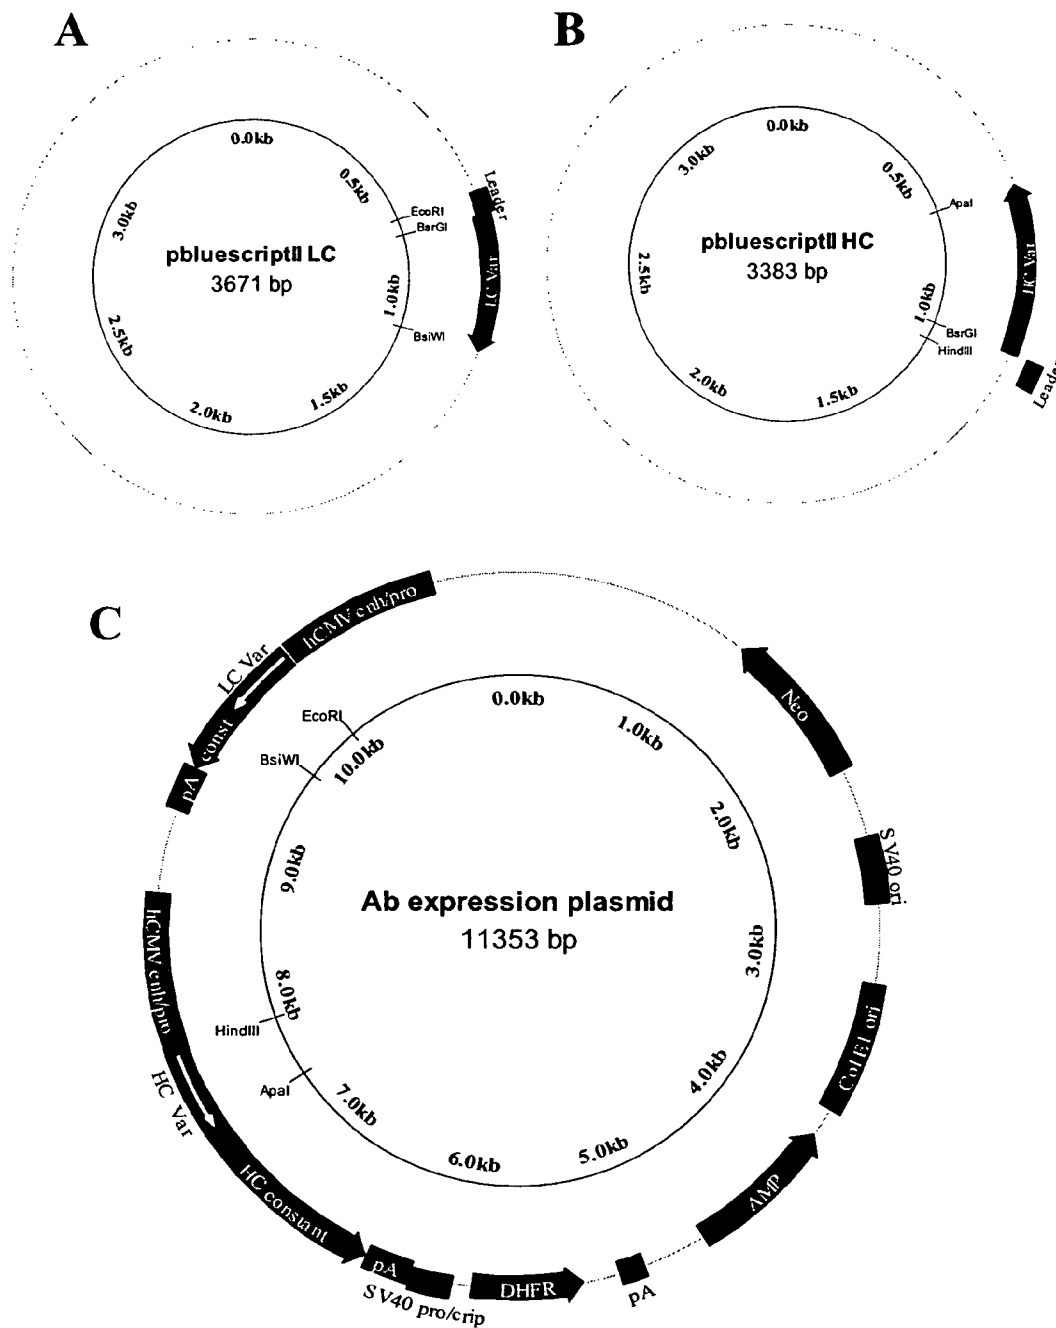 A
0.0kb
0.5kb
EcoRI
BsrGI
1.0kb
BsiWI
1.5kb
2.0kb
2.5kb
3.0kb
pbluescriptII LC
3671 bp
Leader
LC Var
B
0.0kb
0.5kb
ApaI
1.0kb
BsrGI
HindIII
1.5kb
2.0kb
2.5kb
3.0kb
pbluescriptII HC
3383 bp
HC Var
Leader
C
hCMV enh/pro
LC Var
const
pA
hCMV enh/pro
HC Var
HC constant
pA
SV40 pro/crip
DHFR
pA
AMP
ColE1 ori
SV40 ori
Neo
0.0kb
1.0kb
2.0kb
3.0kb
4.0kb
5.0kb
6.0kb
7.0kb
ApaI
HindIII
8.0kb
9.0kb
BsiWI
EcoRI
10.0kb
Ab expression plasmid
11353 bp